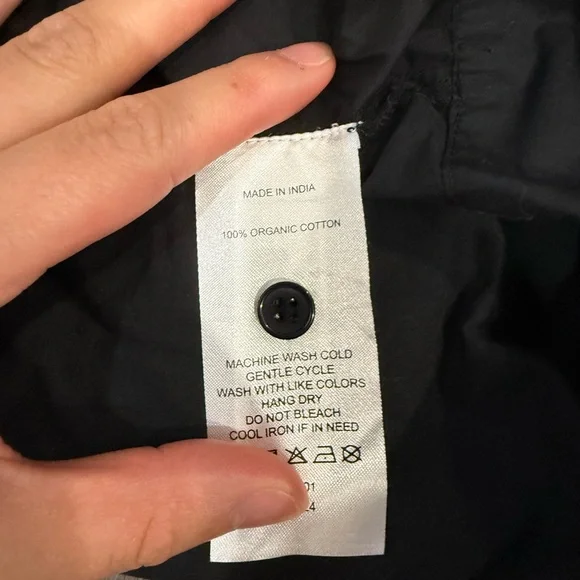 MADE IN INDIA
100% ORGANIC COTTON
MACHINE WASH COLD
GENTLE CYCLE
WASH WITH LIKE COLORS
HANG DRY
DO NOT BLEACH
COOL IRON IF IN NEED